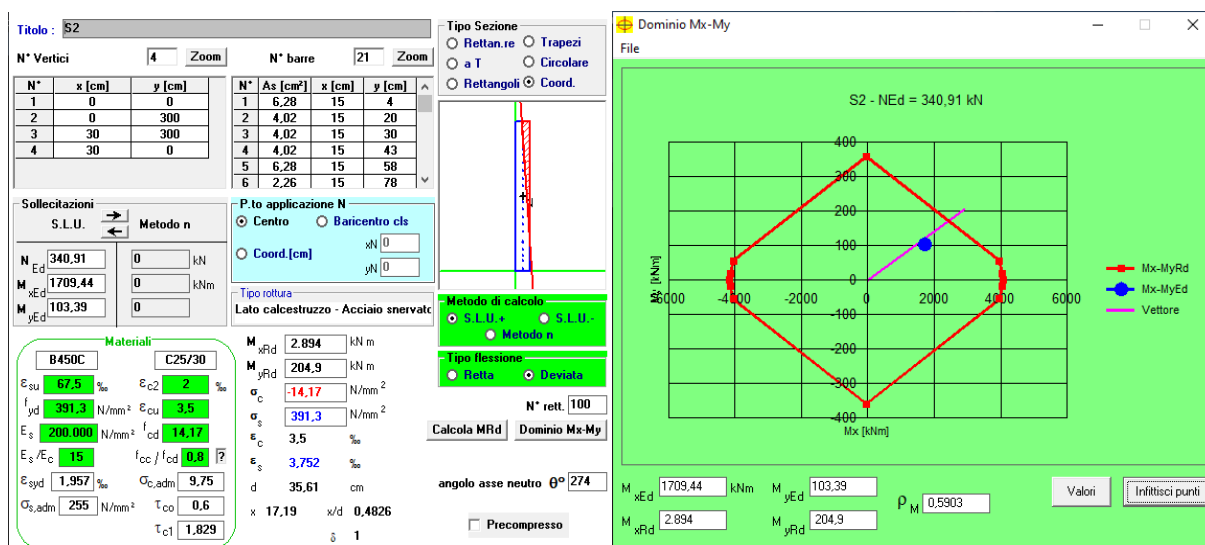 Titolo : S2
N° Vertici 4 Zoom N° barre 21 Zoom
N° x [cm] y [cm]
1 0 0
2 0 300
3 30 300
4 30 0
N° As [cm²] x [cm] y [cm]
1 6,28 15 4
2 4,02 15 20
3 4,02 15 30
4 4,02 15 43
5 6,28 15 58
6 2,26 15 78
Tipo Sezione
Rettan.re Trapezi
a T Circolare
Rettangoli Coord.
N
Sollecitazioni
S.L.U. Metodo n
N Ed 340,91 0 kN
M xEd 1709,44 0 kNm
M yEd 103,39 0
P.to applicazione N
Centro Baricentro cls
Coord.[cm] xN 0
yN 0
Tipo rottura
Lato calcestruzzo - Acciaio snervato
Metodo di calcolo
S.L.U.+ S.L.U.-
Metodo n
Tipo flessione
Retta Deviata
N° rett. 100
Calcola MRd Dominio Mx-My
angolo asse neutro θ° 274
Precompresso
Materiali
B450C C25/30
εsu 67,5 ‰ εc2 2 ‰
fyd 391,3 N/mm² εcu 3,5
Es 200.000 N/mm² fcd 14,17
Es /Ec 15 fcc / fcd 0,8 ?
εsyd 1,957 ‰ σc,adm 9,75
σs,adm 255 N/mm² τco 0,6
τc1 1,829
M xRd 2.894 kN m
M yRd 204,9 kN m
σc -14,17 N/mm²
σs 391,3 N/mm²
εc 3,5 ‰
εs 3,752 ‰
d 35,61 cm
x 17,19 x/d 0,4826
δ 1
Dominio Mx-My
File
S2 - NEd = 340,91 kN
400
300
200
100
0
-100
-200
-300
-400
-6000 -4000 -2000 0 2000 4000 6000
Mx [kNm]
Mx-MyRd
Mx-MyEd
Vettore
M xEd 1709,44 kNm M yEd 103,39
M xRd 2.894 M yRd 204,9
ρ M 0,5903
Valori Infittisci punti